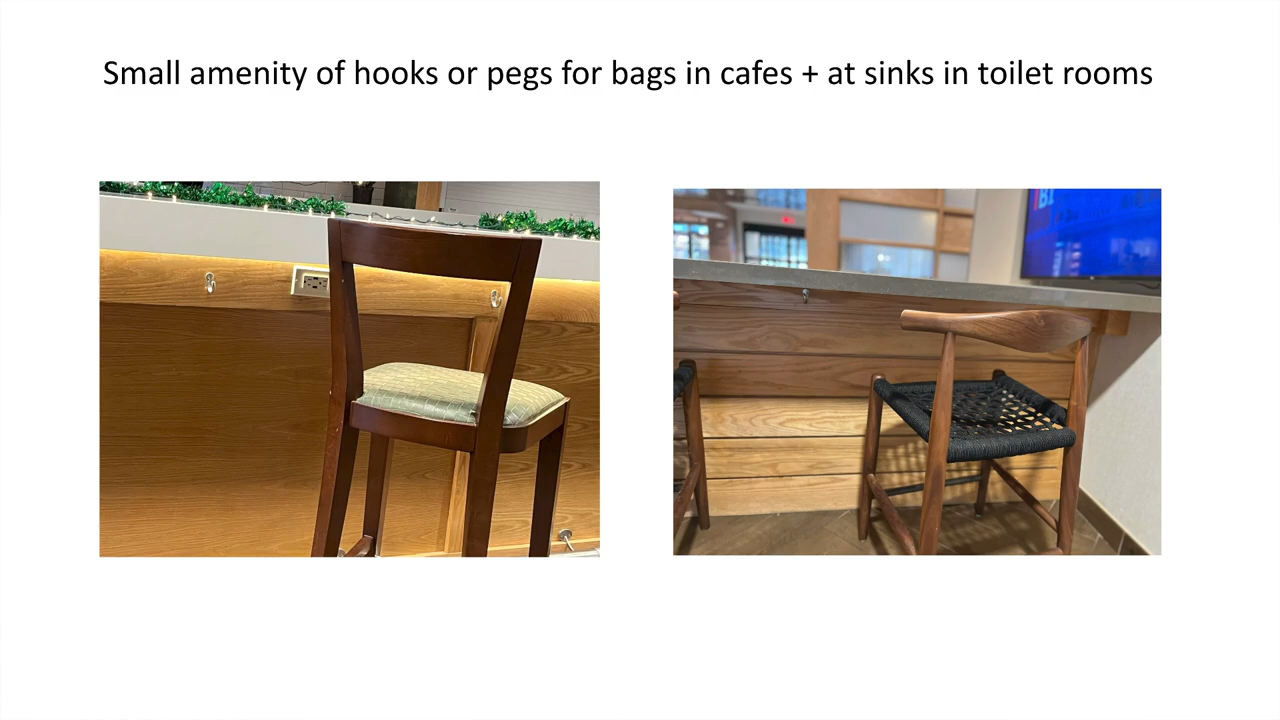 Small amenity of hooks or pegs for bags in cafes + at sinks in toilet rooms